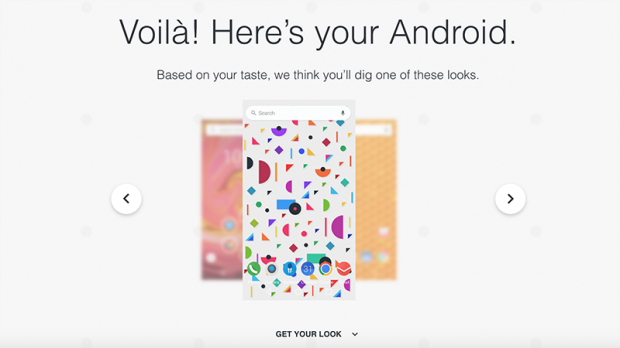 Voilà! Here’s your Android.
Based on your taste, we think you’ll dig one of these looks.
Search
31
GET YOUR LOOK